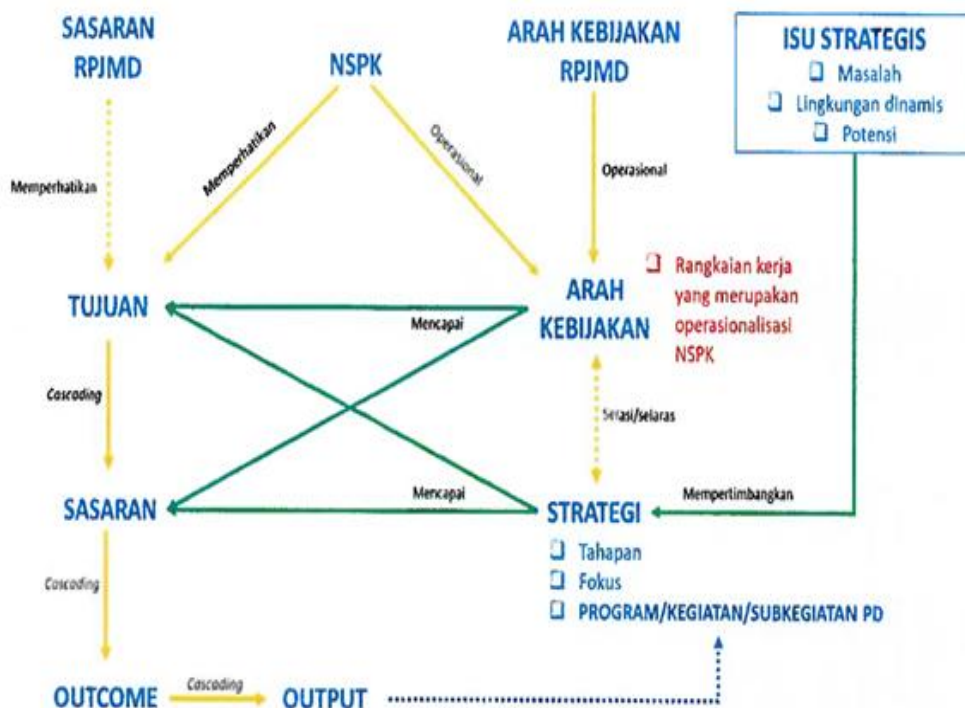 SASARAN
RPJMD
NSPK
ARAH KEBIJAKAN
RPJMD
ISU STRATEGIS
Masalah
Lingkungan dinamis
Potensi
Memperhatikan
Memperhatikan
Operasional
Operasional
TUJUAN
Mencapai
ARAH
KEBIJAKAN
Rangkaian kerja
yang merupakan
operasionalisasi
NSPK
Cascading
Serasi/selaras
SASARAN
Mencapai
STRATEGI
Mempertimbangkan
Tahapan
Fokus
PROGRAM/KEGIATAN/SUBKEGIATAN PD
Cascading
OUTCOME
Cascading
OUTPUT